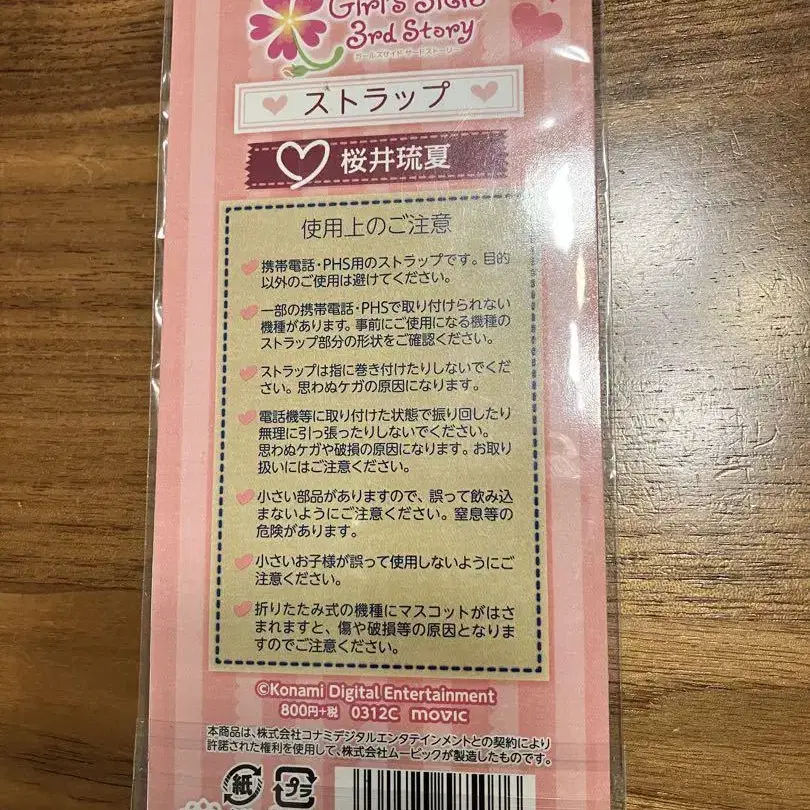 Girl's Side
3rd Story
ガールズサイド サードストーリー
ストラップ
桜井琉夏
使用上のご注意
携帯電話・PHS用のストラップです。目的
以外のご使用は避けてください。
一部の携帯電話・PHSで取り付けられない
機種があります。事前にご使用になる機種の
ストラップ部分の形状をご確認ください。
ストラップは指に巻き付けたりしないでくだ
さい。思わぬケガの原因になります。
電話機等に取り付けた状態で振り回したり
無理に引っ張ったりしないでください。
思わぬケガや破損の原因になります。お取り
扱いにはご注意ください。
小さい部品がありますので、誤って飲み込
まないようにご注意ください。窒息等の
危険があります。
小さいお子様が誤って使用しないようにご
注意ください。
折りたたみ式の機種にマスコットがはさ
まれますと、傷や破損等の原因となりま
すのでご注意ください。
©Konami Digital Entertainment
800円+税 0312C movic
本商品は、株式会社コナミデジタルエンタテインメントとの契約により
許諾された権利を使用して、株式会社ムービックが製造したものです。
紙 プラ